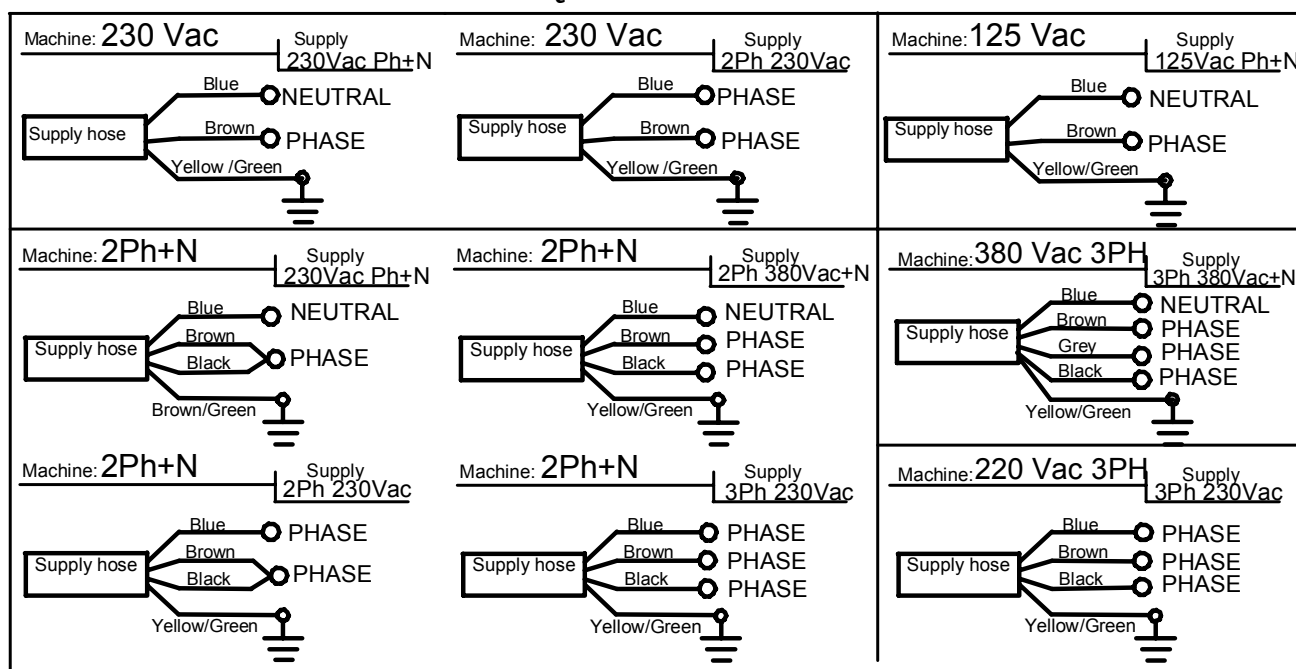 Machine: 230 Vac
Supply
230Vac Ph+N
Blue
NEUTRAL
Supply hose
Brown
PHASE
Yellow /Green
Machine: 230 Vac
Supply
2Ph 230Vac
Blue
PHASE
Supply hose
Brown
PHASE
Yellow /Green
Machine: 125 Vac
Supply
125Vac Ph+N
Blue
NEUTRAL
Supply hose
Brown
PHASE
Yellow/Green
Machine: 2Ph+N
Supply
230Vac Ph+N
Blue
NEUTRAL
Brown
Supply hose
PHASE
Black
Brown/Green
Machine: 2Ph+N
Supply
2Ph 380Vac+N
Blue
NEUTRAL
Brown
PHASE
Supply hose
Black
PHASE
Yellow/Green
Machine: 380 Vac 3PH
Supply
3Ph 380Vac+N
Blue
NEUTRAL
Brown
PHASE
Supply hose
Grey
PHASE
Black
PHASE
Yellow/Green
Machine: 2Ph+N
Supply
2Ph 230Vac
Blue
PHASE
Brown
Supply hose
PHASE
Black
Yellow/Green
Machine: 2Ph+N
Supply
3Ph 230Vac
Blue
PHASE
Brown
PHASE
Supply hose
Black
PHASE
Yellow/Green
Machine: 220 Vac 3PH
Supply
3Ph 230Vac
Blue
PHASE
Brown
PHASE
Supply hose
Black
PHASE
Yellow/Green